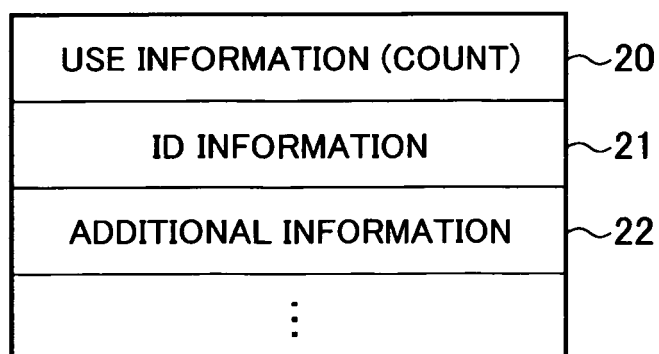 USE INFORMATION (COUNT) ~20
ID INFORMATION ~21
ADDITIONAL INFORMATION ~22
⋮